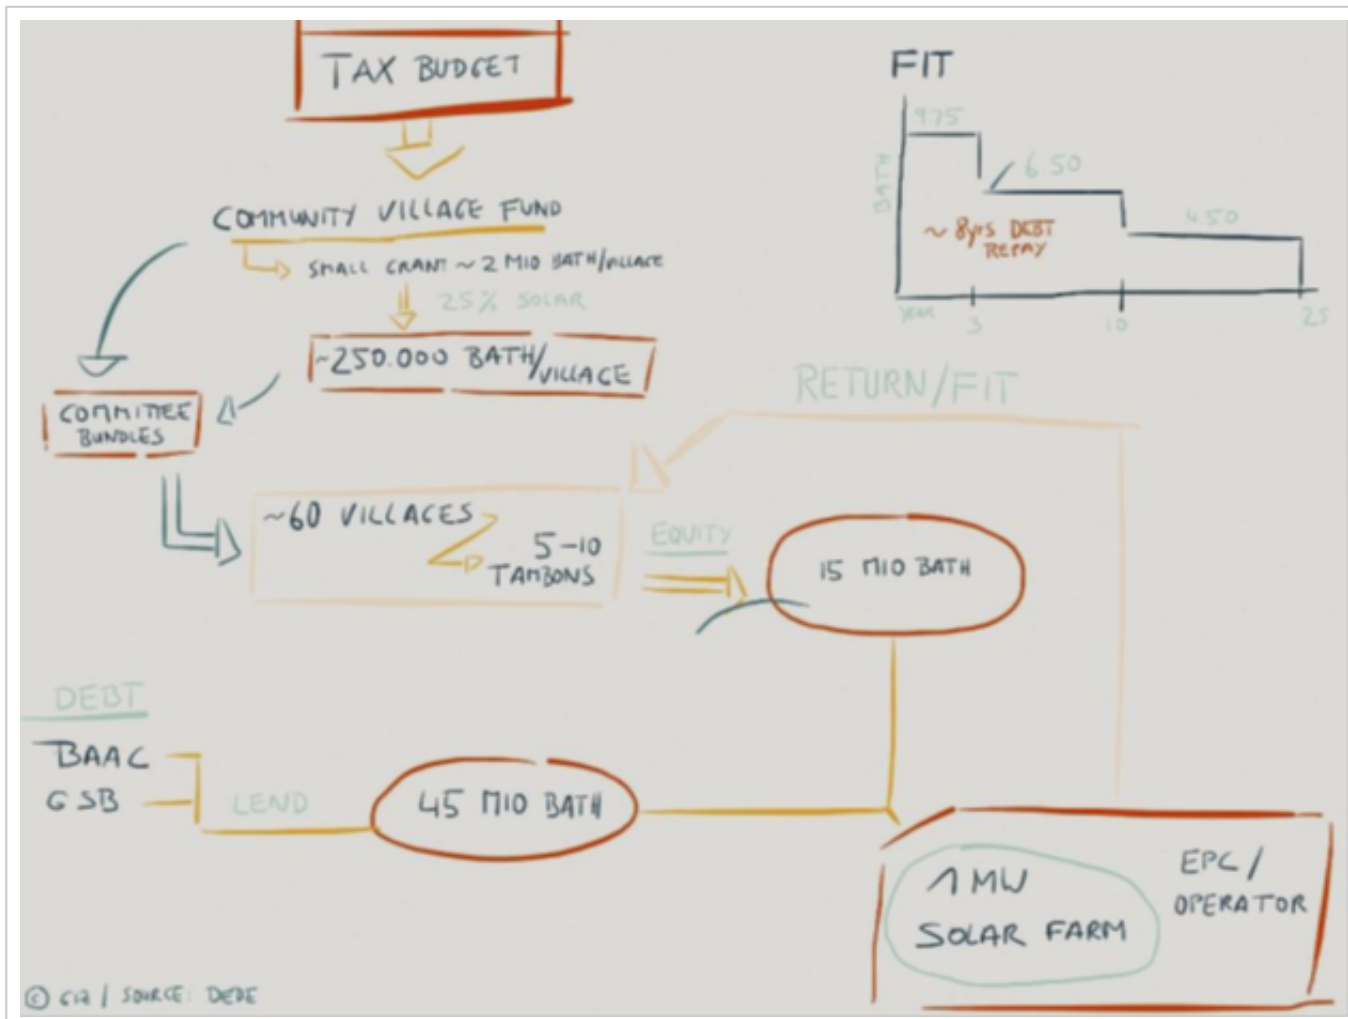 TAX BUDGET
COMMUNITY VILLAGE FUND
SMALL GRANT ~ 2 MIO BATH/VILLAGE
25% SOLAR
~250.000 BATH/
VILLAGE
COMMITTEE
BUNDLES
~60 VILLAGES
5-10
TAMBONS
EQUITY
15 MIO BATH
RETURN/FIT
FIT
BATH
975
6.50
450
~ 8yrs DEBT
REPAY
YEAR
3
10
25
DEBT
BAAC
GSB
LEND
45 MIO BATH
1 MW
SOLAR FARM
EPC/
OPERATOR
© GIZ / SOURCE: DEDE